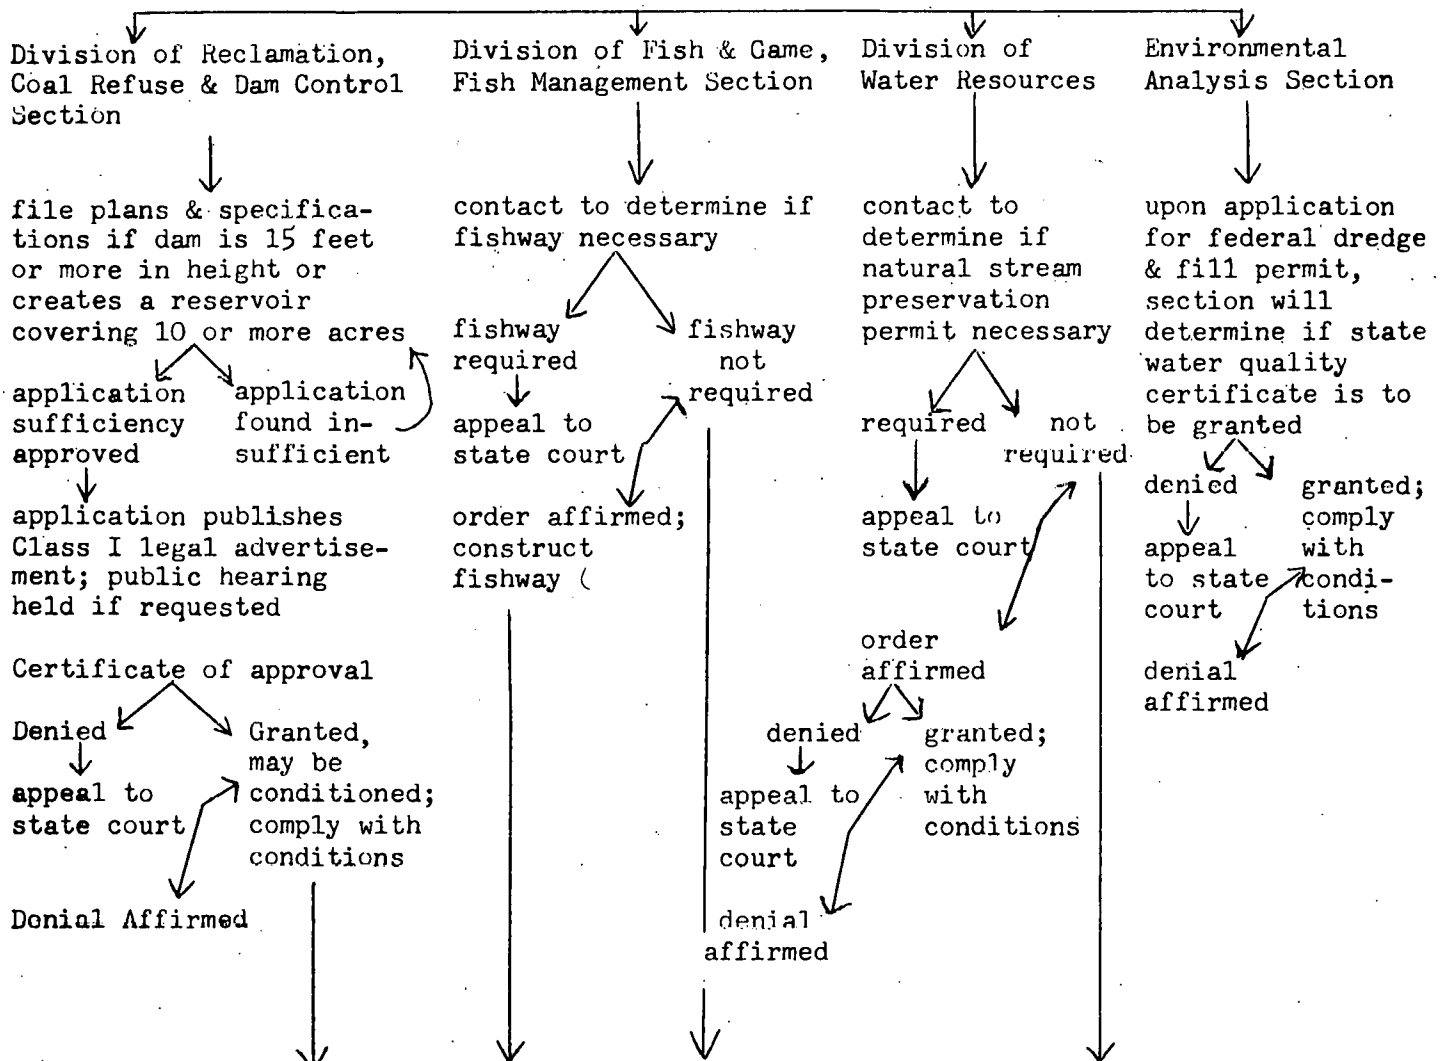 Division of Reclamation,
Coal Refuse & Dam Control
Section
file plans & specifica-
tions if dam is 15 feet
or more in height or
creates a reservoir
covering 10 or more acres
application
sufficiency
approved
application
found in-
sufficient
application publishes
Class I legal advertise-
ment; public hearing
held if requested
Certificate of approval
Denied
appeal to
state court
Granted,
may be
conditioned;
comply with
conditions
Denial Affirmed
Division of Fish & Game,
Fish Management Section
contact to determine if
fishway necessary
fishway
required
fishway
not
required
appeal to
state court
order affirmed;
construct
fishway (
Division of
Water Resources
contact to
determine if
natural stream
preservation
permit necessary
required
not
required
appeal to
state court
order
affirmed
denied
granted;
comply
with
conditions
appeal to
state
court
denial
affirmed
Environmental
Analysis Section
upon application
for federal dredge
& fill permit,
section will
determine if state
water quality
certificate is to
be granted
denied
granted;
comply
with
condi-
tions
appeal
to state
court
denial
affirmed